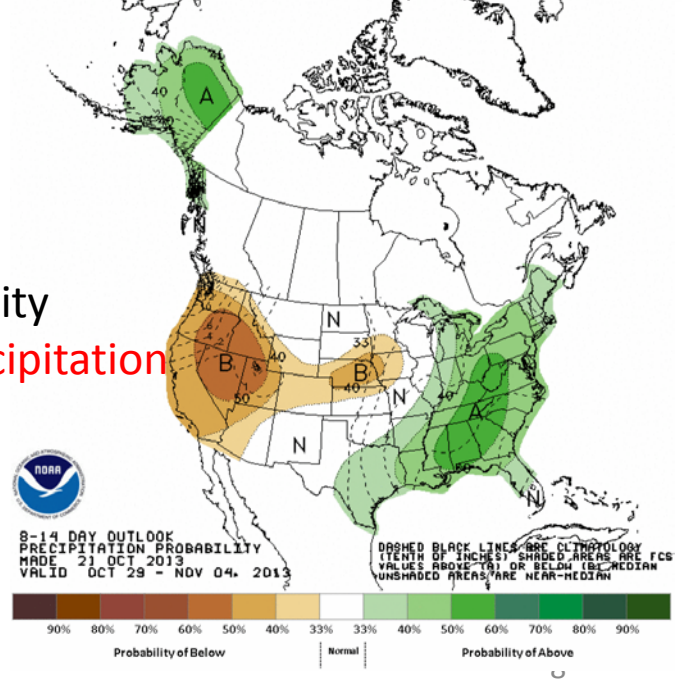 A
40
N
ity
cipitation
N
33
B
40
B
40
50
N
40
A
N
50
N
NOAA
8-14 DAY OUTLOOK
PRECIPITATION PROBABILITY
MADE 21 OCT 2013
VALID OCT 29 - NOV 04, 2013
DASHED BLACK LINES ARE CLIMATOLOGY
(TENTH OF INCHES) SHADED AREAS ARE FCST
VALUES ABOVE (A) OR BELOW (B) MEDIAN
UNSHADED AREAS ARE NEAR-MEDIAN
90% 80% 70% 60% 50% 40% 33% 33% 40% 50% 60% 70% 80% 90%
Probability of Below Normal Probability of Above